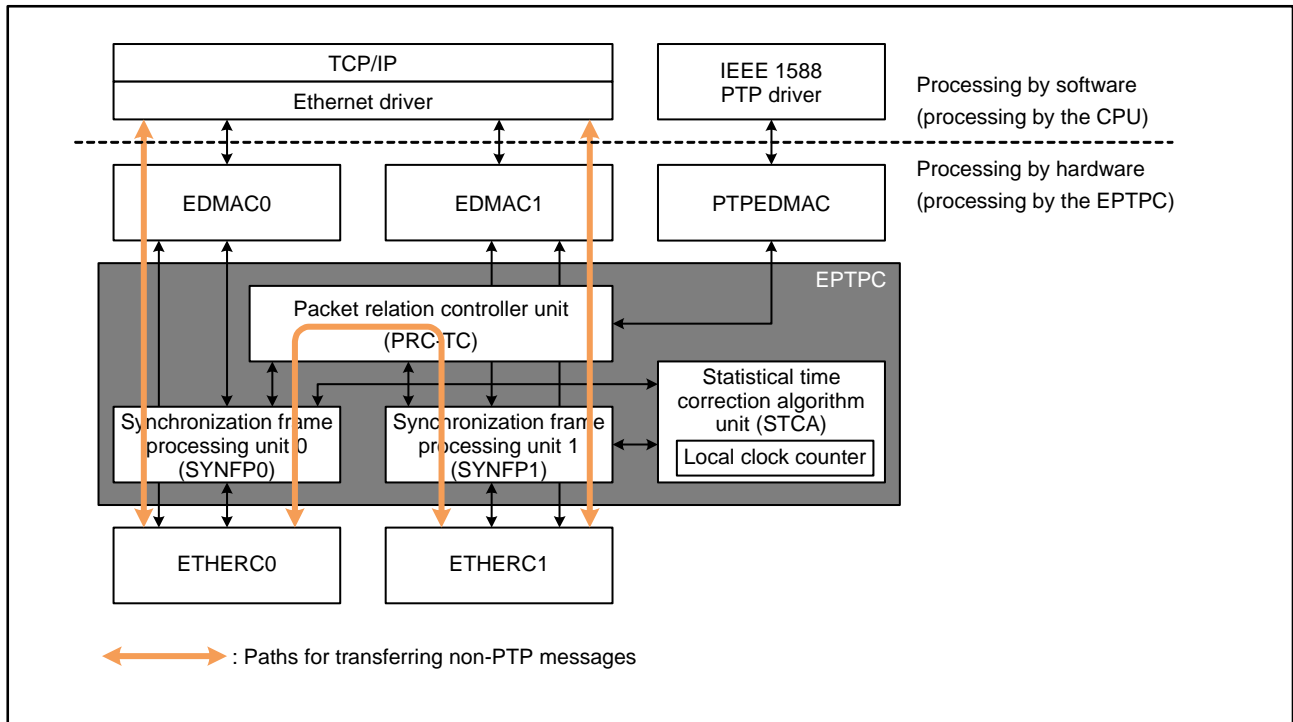 TCP/IP
Ethernet driver
IEEE 1588
PTP driver
Processing by software
(processing by the CPU)
Processing by hardware
(processing by the EPTPC)
EDMAC0
EDMAC1
PTPEDMAC
EPTPC
Packet relation controller unit
(PRC-TC)
Synchronization frame
processing unit 0
(SYNFP0)
Synchronization frame
processing unit 1
(SYNFP1)
Statistical time
correction algorithm
unit (STCA)
Local clock counter
ETHERC0
ETHERC1
: Paths for transferring non-PTP messages